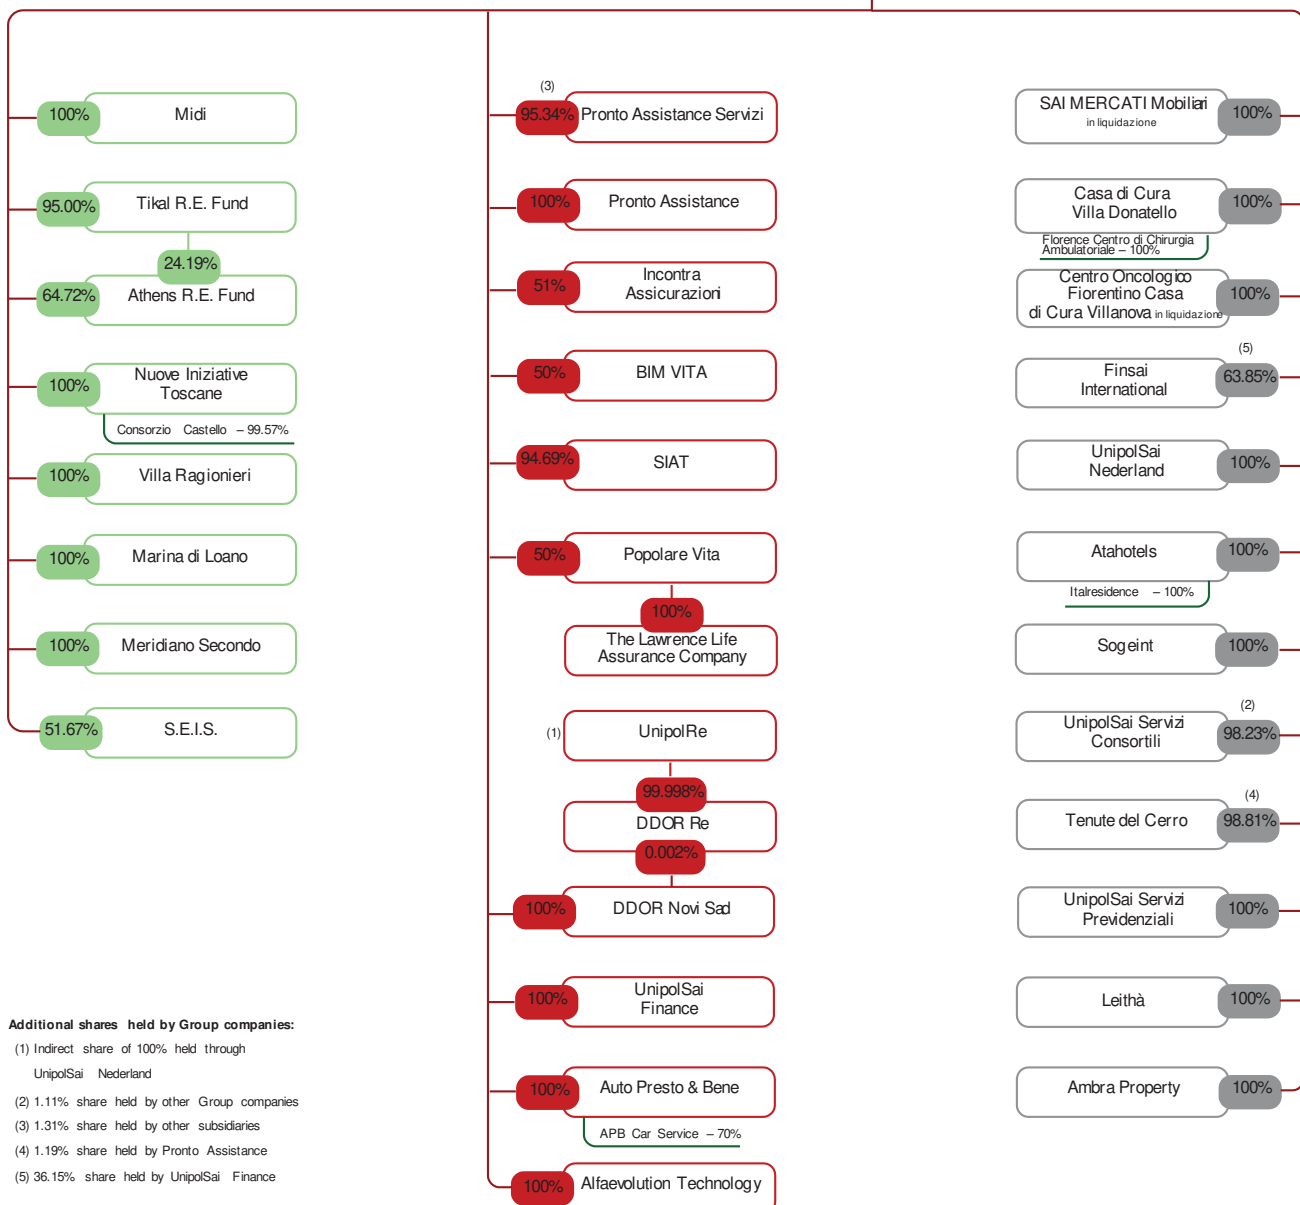 100%
Midi
95.00%
Tikal R.E. Fund
24.19%
64.72%
Athens R.E. Fund
100%
Nuove Iniziative
Toscane
Consorzio Castello – 99.57%
100%
Villa Ragionieri
100%
Marina di Loano
100%
Meridiano Secondo
51.67%
S.E.I.S.
(3)
95.34%
Pronto Assistance Servizi
100%
Pronto Assistance
51%
Incontra
Assicurazioni
50%
BIM VITA
94.69%
SIAT
50%
Popolare Vita
100%
The Lawrence Life
Assurance Company
(1)
UnipolRe
99.998%
DDOR Re
0.002%
100%
DDOR Novi Sad
100%
UnipolSai
Finance
100%
Auto Presto & Bene
APB Car Service – 70%
100%
Alfaevolution Technology
SAI MERCATI Mobiliari
in liquidazione
100%
Casa di Cura
Villa Donatello
100%
Florence Centro di Chirurgia
Ambulatoriale – 100%
Centro Oncologico
Fiorentino Casa
di Cura Villanova in liquidazione
100%
(5)
Finsai
International
63.85%
UnipolSai
Nederland
100%
Atahotels
100%
Italresidence – 100%
Sogeint
100%
(2)
UnipolSai Servizi
Consortili
98.23%
(4)
Tenute del Cerro
98.81%
UnipolSai Servizi
Previdenziali
100%
Leithà
100%
Ambra Property
100%
Additional shares held by Group companies:
(1) Indirect share of 100% held through
UnipolSai Nederland
(2) 1.11% share held by other Group companies
(3) 1.31% share held by other subsidiaries
(4) 1.19% share held by Pronto Assistance
(5) 36.15% share held by UnipolSai Finance